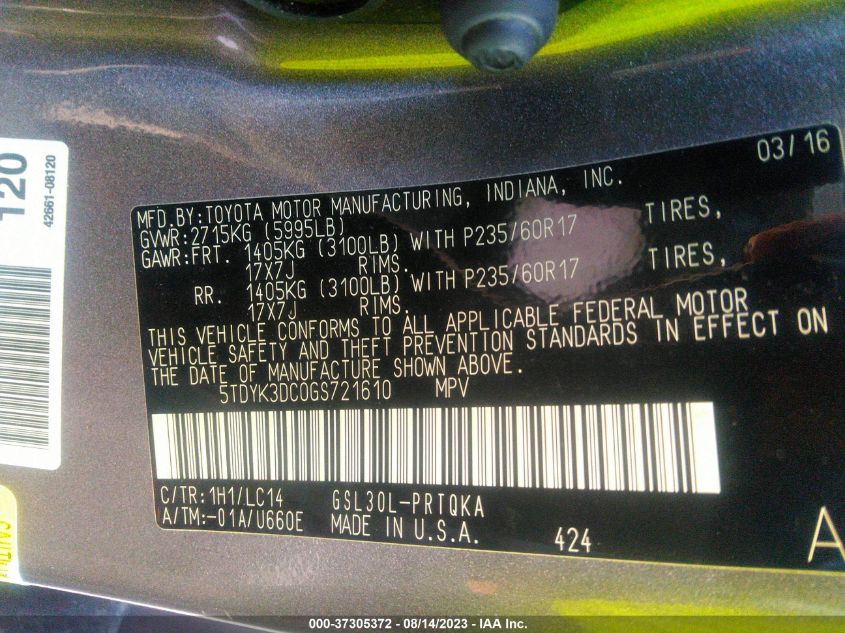 120
42661-08120
03/16
MFD.BY:TOYOTA MOTOR MANUFACTURING, INDIANA, INC.
GVWR:2715KG (5995LB)
GAWR:FRT. 1405KG (3100LB) WITH P235/60R17 TIRES,
17X7J RIMS.
RR. 1405KG (3100LB) WITH P235/60R17 TIRES,
17X7J RIMS.
THIS VEHICLE CONFORMS TO ALL APPLICABLE FEDERAL MOTOR
VEHICLE SAFETY AND THEFT PREVENTION STANDARDS IN EFFECT ON
THE DATE OF MANUFACTURE SHOWN ABOVE.
5TDYK3DC0GS721610 MPV
C/TR:1H1/LC14 GSL30L-PRTQKA
A/TM:-01A/U660E MADE IN U.S.A. 424
A
000-37305372 - 08/14/2023 - IAA Inc.